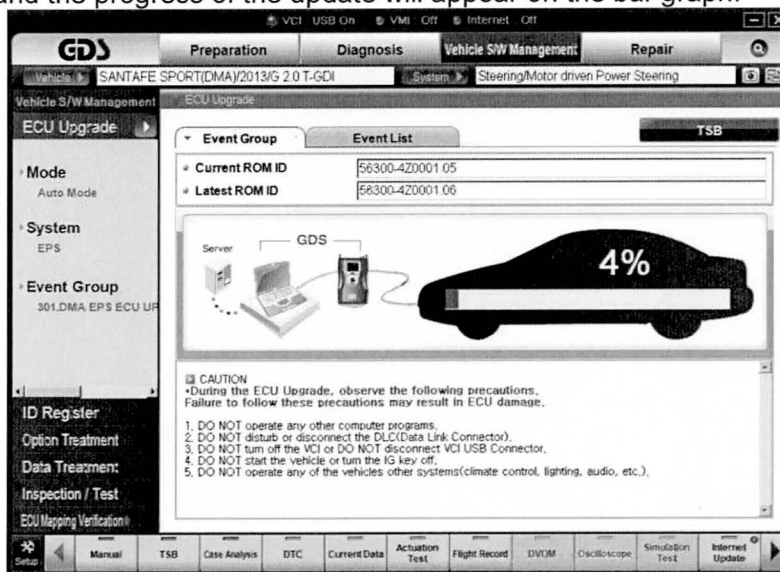 and the progress of the update will appear on the bar graph.
VCI : USB On VMI : Off Internet : Off
GDS Preparation Diagnosis Vehicle S/W Management Repair
Vehicle SANTAFE SPORT(DMA)/2013/G 2.0 T-GDI System Steering/Motor driven Power Steering
Vehicle S/W Management ECU Upgrade
ECU Upgrade
Event Group Event List TSB
Current ROM ID 56300-4Z0001.05
Latest ROM ID 56300-4Z0001.06
Mode
Auto Mode
System
EPS
Event Group
301.DMA EPS ECU UP
Server GDS
4%
CAUTION
•During the ECU Upgrade, observe the following precautions,
Failure to follow these precautions may result in ECU damage,
1. DO NOT operate any other computer programs,
2. DO NOT disturb or disconnect the DLC(Data Link Connector),
3. DO NOT turn off the VCI or DO NOT disconnect VCI USB Connector,
4. DO NOT start the vehicle or turn the IG key off,
5. DO NOT operate any of the vehicles other systems(climate control, lighting, audio, etc.),
ID Register
Option Treatment
Data Treatment
Inspection / Test
ECU Mapping Verification
Setup Manual TSB Case Analysis DTC Current Data Actuation Test Flight Record DVOM Oscilloscope Simulation Test Internet Update